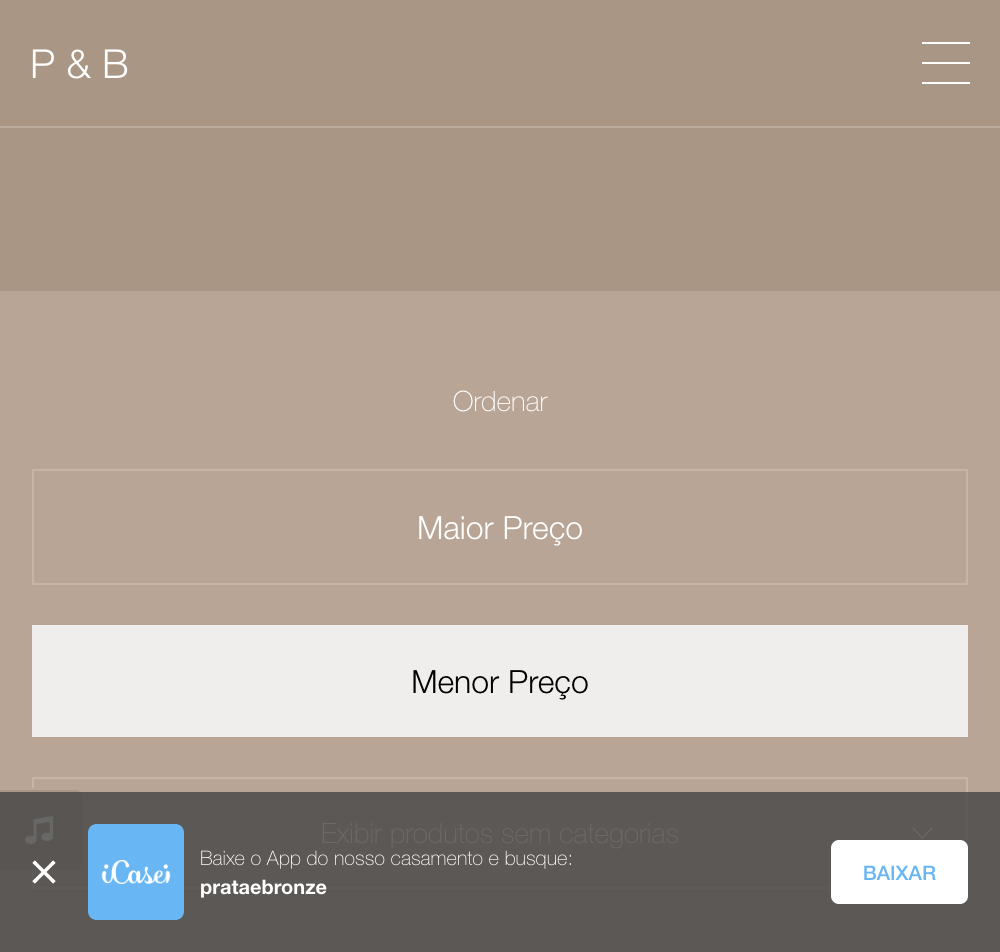 P & B
Ordenar
Maior Preço
Menor Preço
Exibir produtos sem categorias
iCasei
Baixe o App do nosso casamento e busque:
prataebronze
BAIXAR